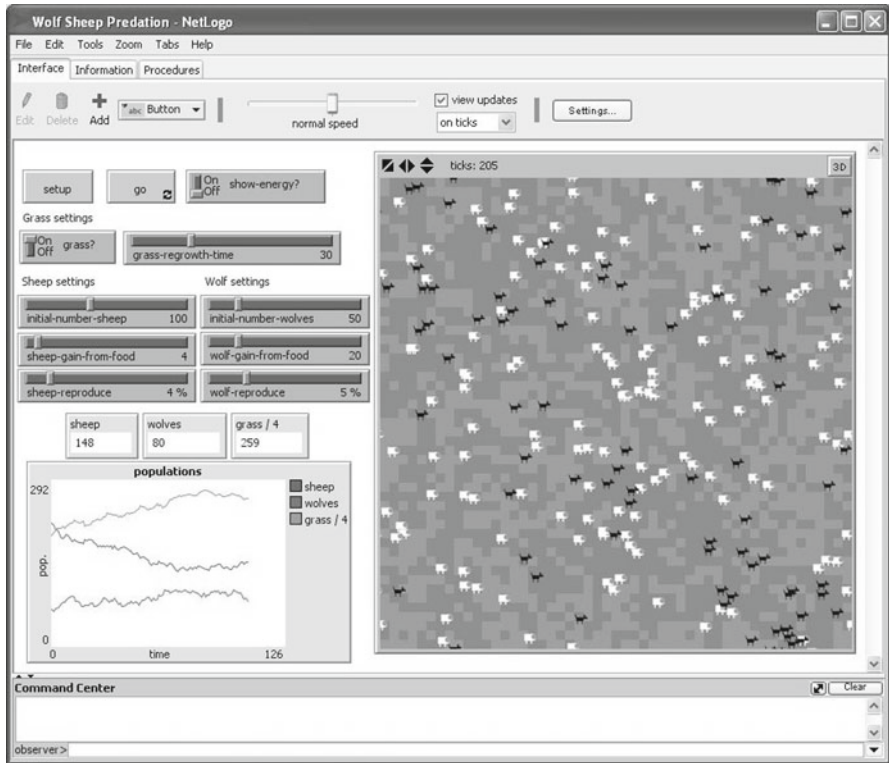 Wolf Sheep Predation - NetLogo
File Edit Tools Zoom Tabs Help
Interface Information Procedures
Edit Delete Add abc Button normal speed view updates on ticks Settings...
ticks: 205 3D
setup go On Off show-energy?
Grass settings
On Off grass? grass-regrowth-time 30
Sheep settings Wolf settings
initial-number-sheep 100 initial-number-wolves 50
sheep-gain-from-food 4 wolf-gain-from-food 20
sheep-reproduce 4 % wolf-reproduce 5 %
sheep wolves grass / 4
148 80 259
populations
292 sheep
wolves
grass / 4
pop.
0
0 time 126
Command Center Clear
observer>